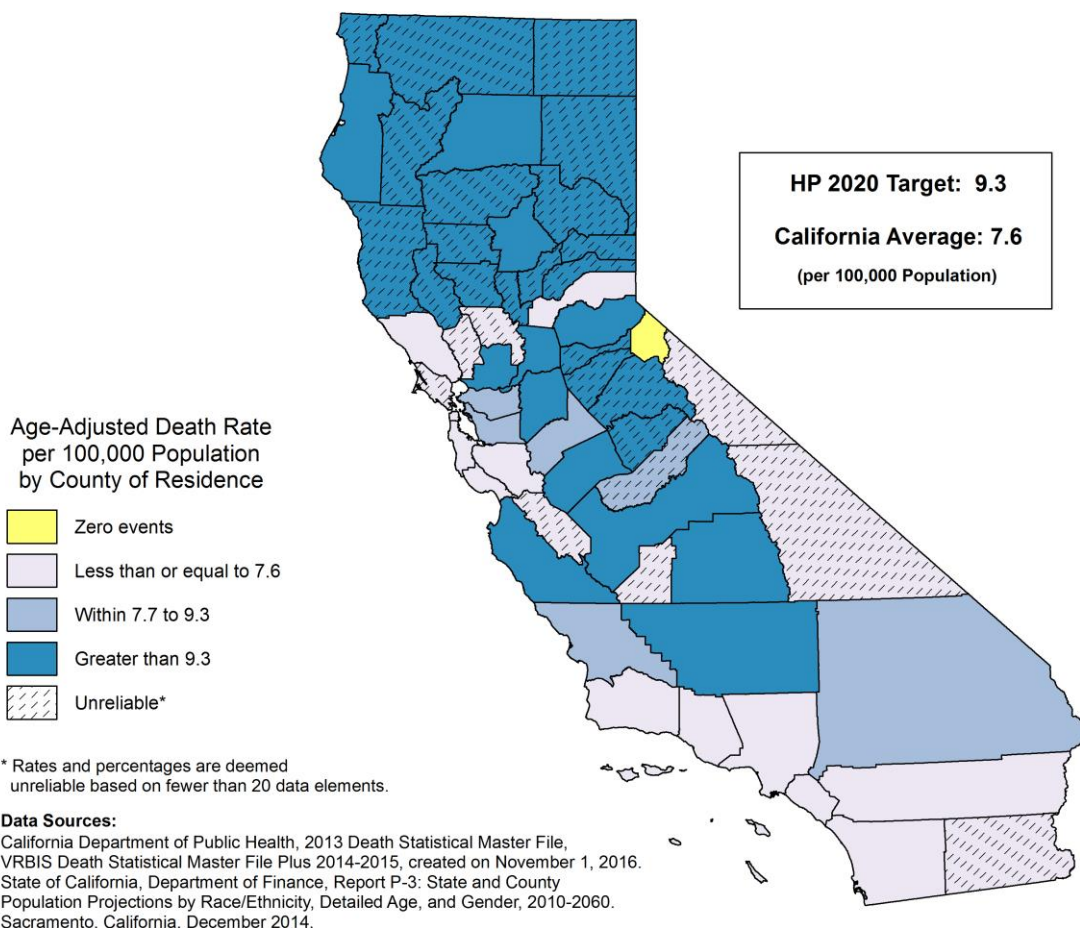 HP 2020 Target: 9.3
California Average: 7.6
(per 100,000 Population)
Age-Adjusted Death Rate
per 100,000 Population
by County of Residence
Zero events
Less than or equal to 7.6
Within 7.7 to 9.3
Greater than 9.3
Unreliable*
* Rates and percentages are deemed
unreliable based on fewer than 20 data elements.
Data Sources:
California Department of Public Health, 2013 Death Statistical Master File,
VRBIS Death Statistical Master File Plus 2014-2015, created on November 1, 2016.
State of California, Department of Finance, Report P-3: State and County
Population Projections by Race/Ethnicity, Detailed Age, and Gender, 2010-2060.
Sacramento, California, December 2014.